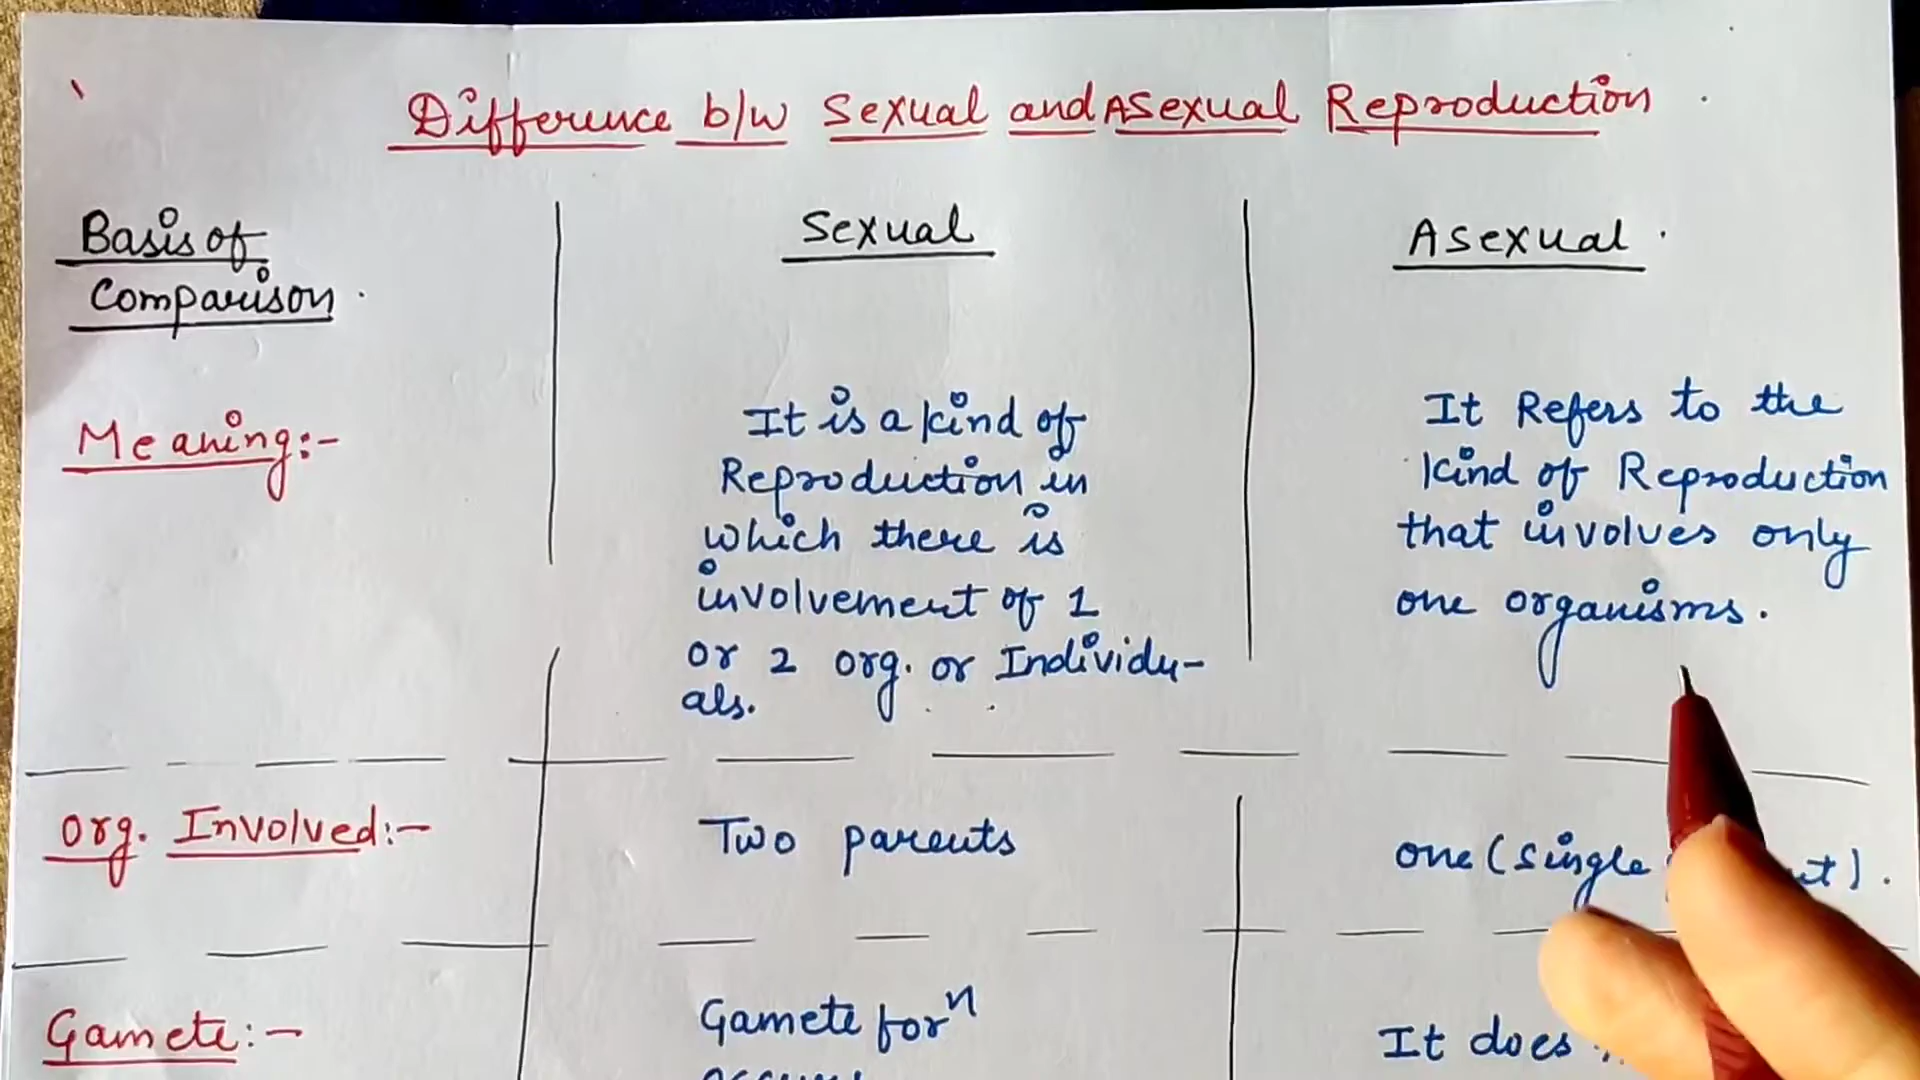 Difference b/w Sexual and Asexual Reproduction
Basis of
Comparison.
Sexual
Asexual.
Meaning:-
It is a kind of
Reproduction in
which there is
involvement of 1
or 2 org. or Individu-
als.
It Refers to the
kind of Reproduction
that involves only
one organisms.
Org. Involved:-
Two parents
one (single
Gamete:-
Gamete forⁿ
It does